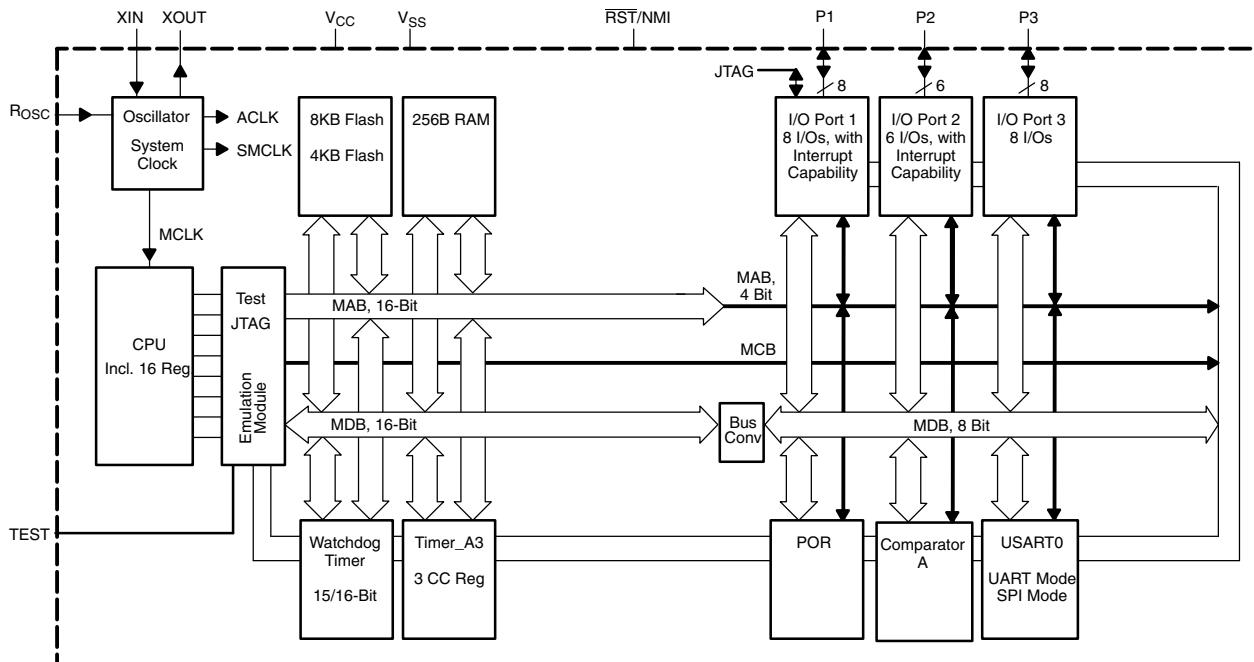 XIN XOUT VCC VSS RST/NMI P1 P2 P3
JTAG
8 6 8
ROSC
Oscillator
System
Clock
ACLK
SMCLK
8KB Flash
4KB Flash
256B RAM
I/O Port 1
8 I/Os, with
Interrupt
Capability
I/O Port 2
6 I/Os, with
Interrupt
Capability
I/O Port 3
8 I/Os
MCLK
CPU
Incl. 16 Reg
Test
JTAG
Emulation
Module
MAB, 16-Bit
MAB,
4 Bit
MCB
MDB, 16-Bit
Bus
Conv
MDB, 8 Bit
TEST
Watchdog
Timer
15/16-Bit
Timer_A3
3 CC Reg
POR
Comparator
A
USART0
UART Mode
SPI Mode